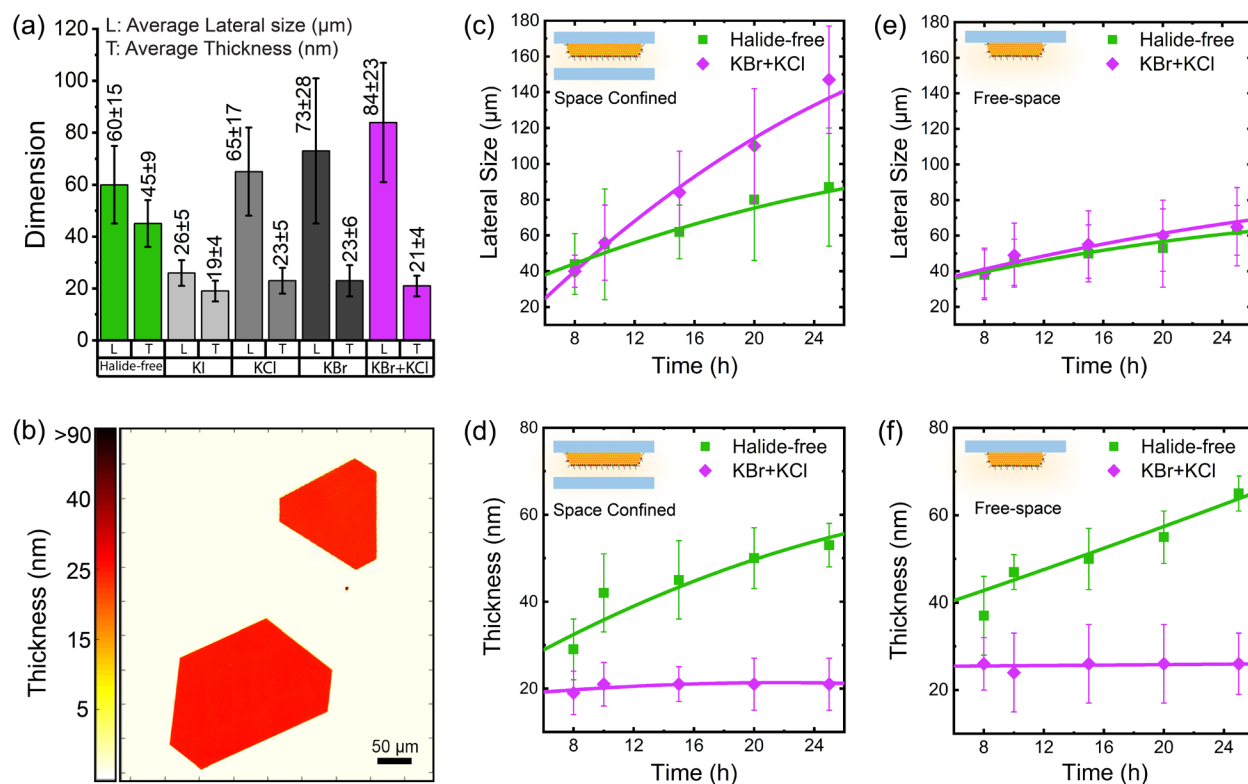 (a)
L: Average Lateral size (µm)
T: Average Thickness (nm)
Dimension
120
100
80
60
40
20
0
60±15
45±9
26±5
19±4
65±17
23±5
73±28
23±6
84±23
21±4
L T L T L T L T L T
Halide-free KI KCl KBr KBr+KCl
(b)
Thickness (nm)
>90
40
25
15
5
50 µm
(c)
Lateral Size (µm)
180
160
140
120
100
80
60
40
20
Halide-free
KBr+KCl
Space Confined
8 12 16 20 24
Time (h)
(d)
Thickness (nm)
80
60
40
20
Halide-free
KBr+KCl
Space Confined
8 12 16 20 24
Time (h)
(e)
Lateral Size (µm)
180
160
140
120
100
80
60
40
20
Halide-free
KBr+KCl
Free-space
8 12 16 20 24
Time (h)
(f)
Thickness (nm)
80
60
40
20
Halide-free
KBr+KCl
Free-space
8 12 16 20 24
Time (h)